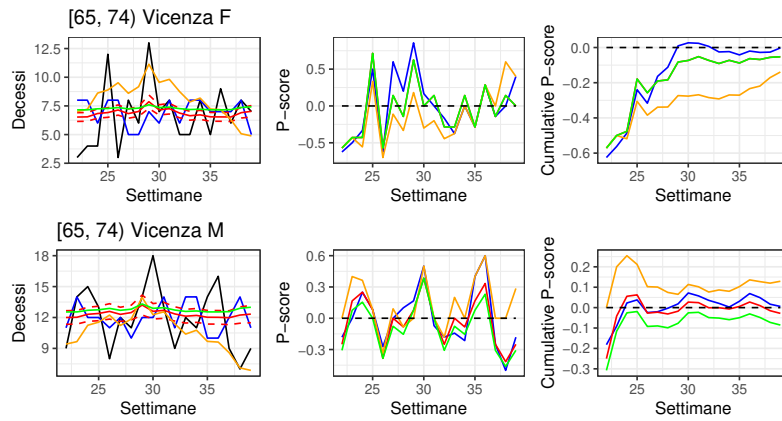 [65, 74) Vicenza F
Decessi
12.5
10.0
7.5
5.0
2.5
25 30 35
Settimane
P-score
0.5
0.0
−0.5
25 30 35
Settimane
Cumulative P-score
0.0
−0.2
−0.4
−0.6
25 30 35
Settimane
[65, 74) Vicenza M
Decessi
18
15
12
9
25 30 35
Settimane
P-score
0.6
0.3
0.0
−0.3
25 30 35
Settimane
Cumulative P-score
0.2
0.1
0.0
−0.1
−0.2
−0.3
25 30 35
Settimane